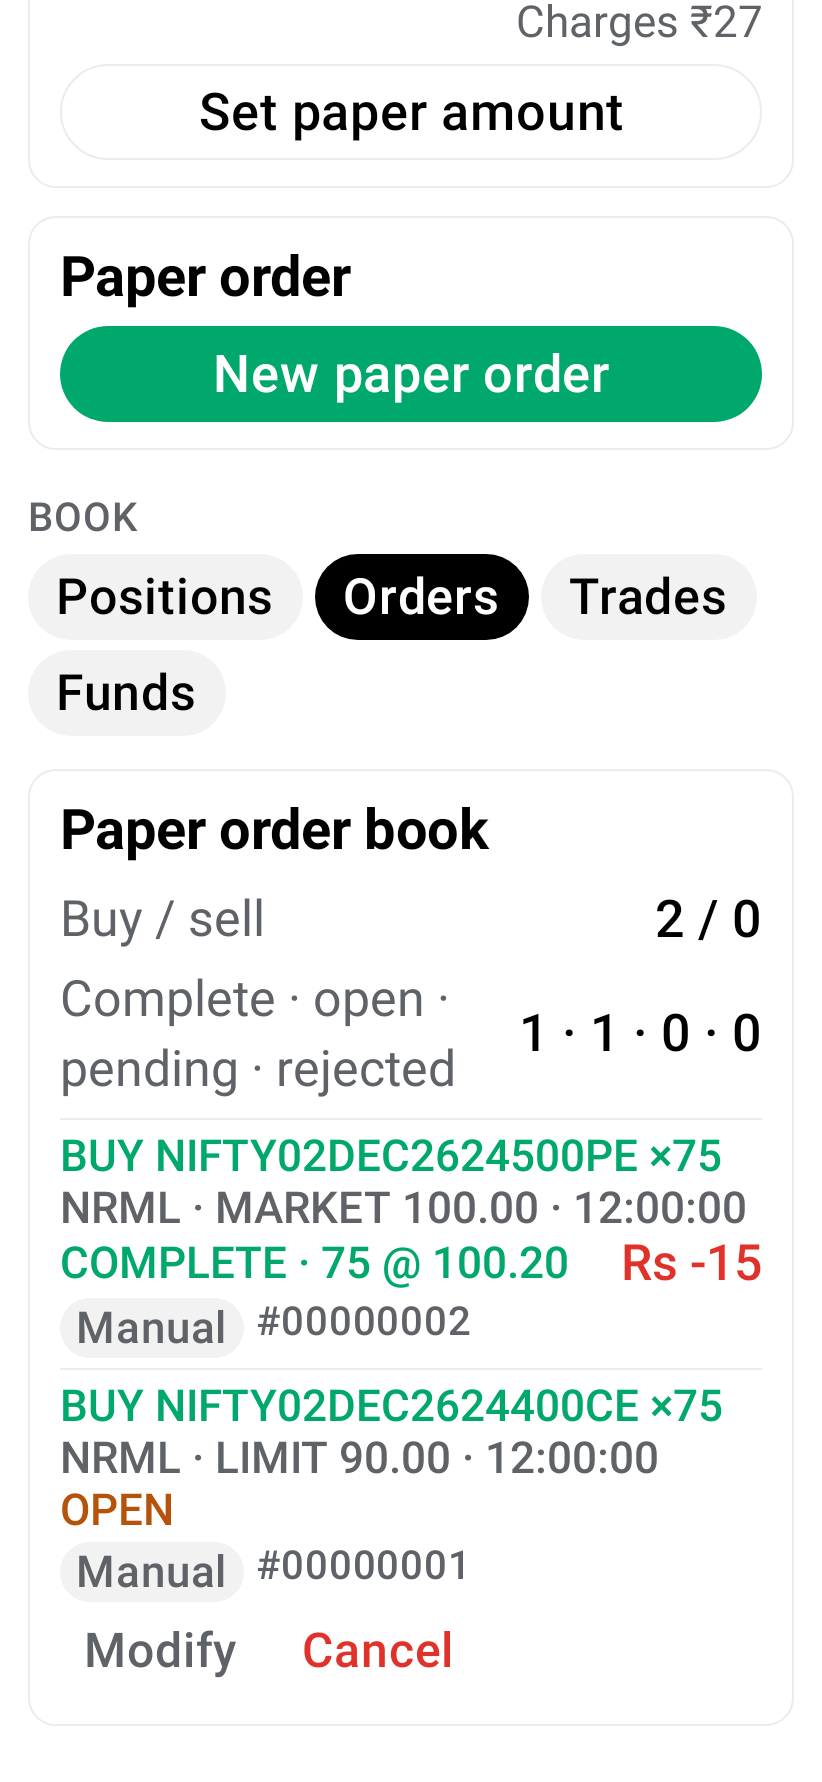 Charges ₹27
Set paper amount
Paper order
New paper order
BOOK
Positions
Orders
Trades
Funds
Paper order book
Buy / sell
2 / 0
Complete · open ·
pending · rejected
1 · 1 · 0 · 0
BUY NIFTY02DEC2624500PE ×75
NRML · MARKET 100.00 · 12:00:00
COMPLETE · 75 @ 100.20
Rs -15
Manual
#00000002
BUY NIFTY02DEC2624400CE ×75
NRML · LIMIT 90.00 · 12:00:00
OPEN
Manual
#00000001
Modify
Cancel